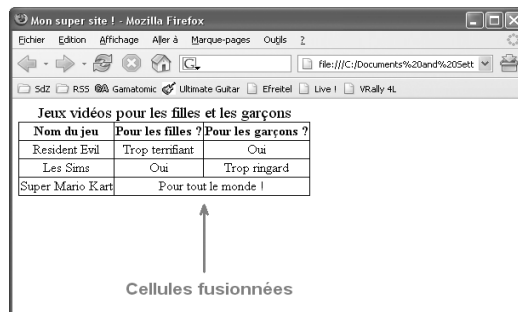 Mon super site ! - Mozilla Firefox
Fichier Edition Affichage Aller à Marque-pages Outils ?
G, file:///C:/Documents%20and%20Sett
SdZ RSS Gamatomic Ultimate Guitar Efreitel Live ! VRally 4L
Jeux vidéos pour les filles et les garçons
Nom du jeu Pour les filles ? Pour les garçons ?
Resident Evil Trop terrifiant Oui
Les Sims Oui Trop ringard
Super Mario Kart Pour tout le monde !
Cellules fusionnées